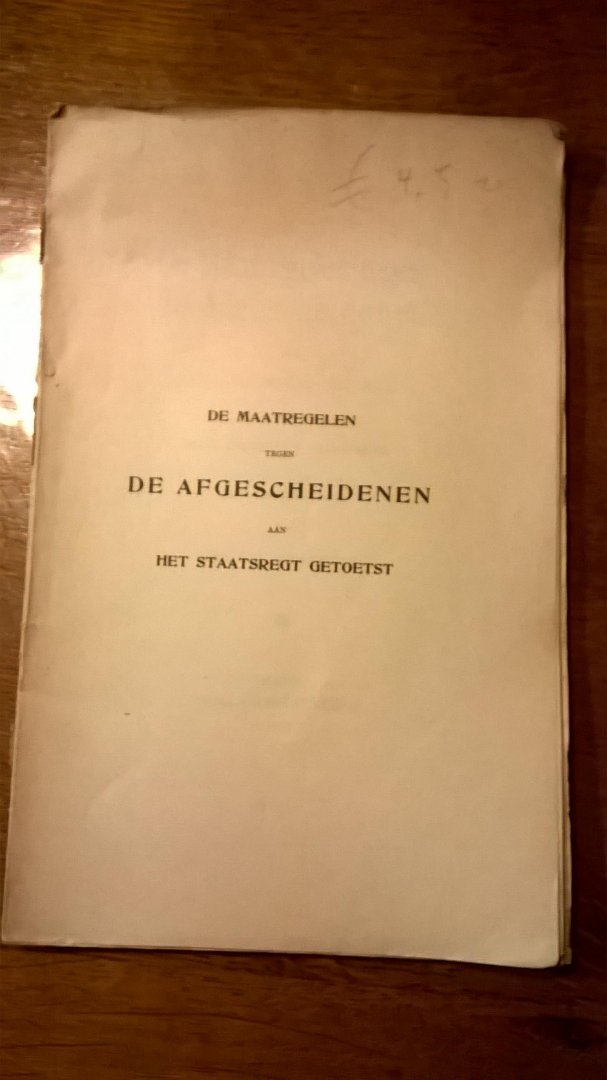 DE MAATREGELEN
TEGEN
DE AFGESCHEIDENEN
AAN
HET STAATSREGT GETOETST